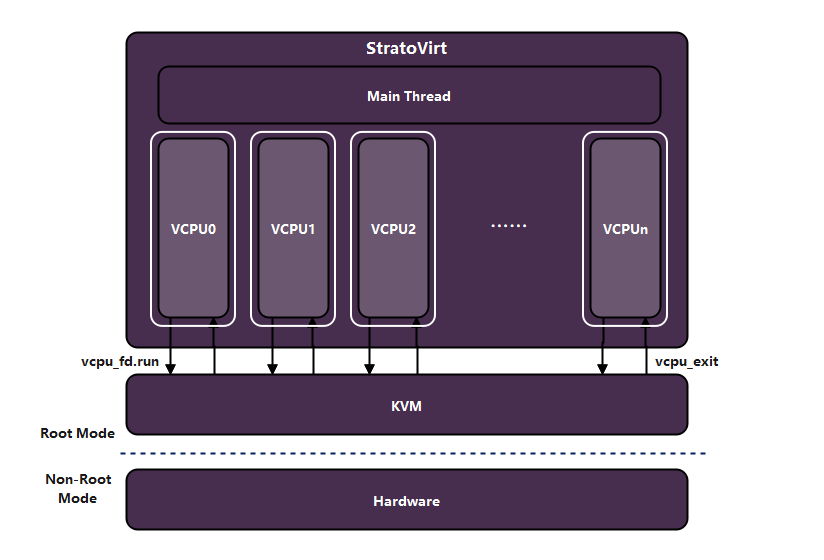 StratoVirt
Main Thread
VCPU0
VCPU1
VCPU2
......
VCPUn
vcpu_fd.run
vcpu_exit
KVM
Root Mode
Non-Root
Mode
Hardware